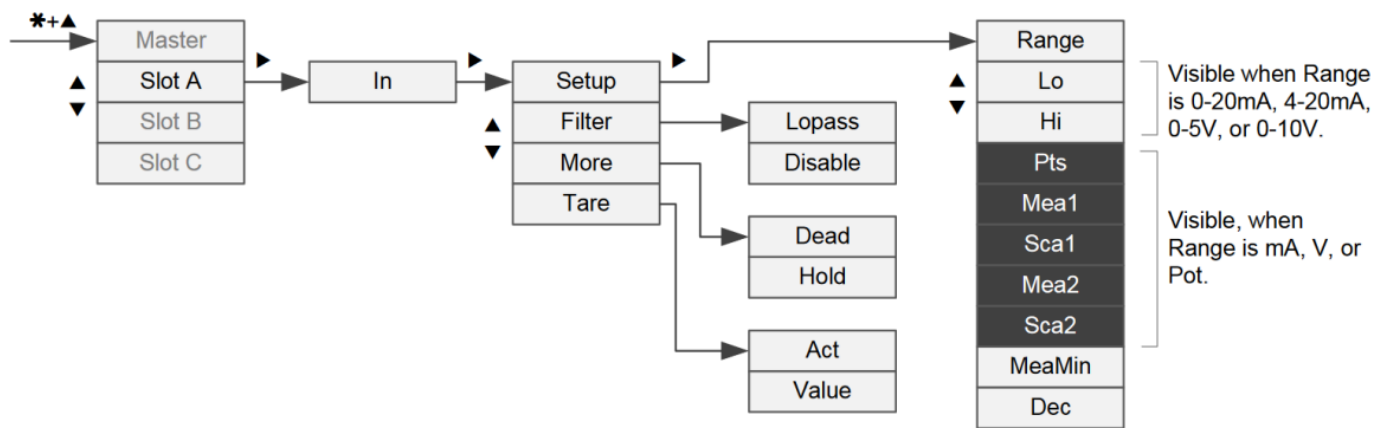 *+▲
Master
Slot A
Slot B
Slot C
▲
▼
▶
In
▶
Setup
Filter
More
Tare
▲
▼
▶
Lopass
Disable
Dead
Hold
Act
Value
Range
Lo
Hi
Pts
Mea1
Sca1
Mea2
Sca2
MeaMin
Dec
▲
▼
Visible when Range
is 0-20mA, 4-20mA,
0-5V, or 0-10V.
Visible, when
Range is mA, V, or
Pot.